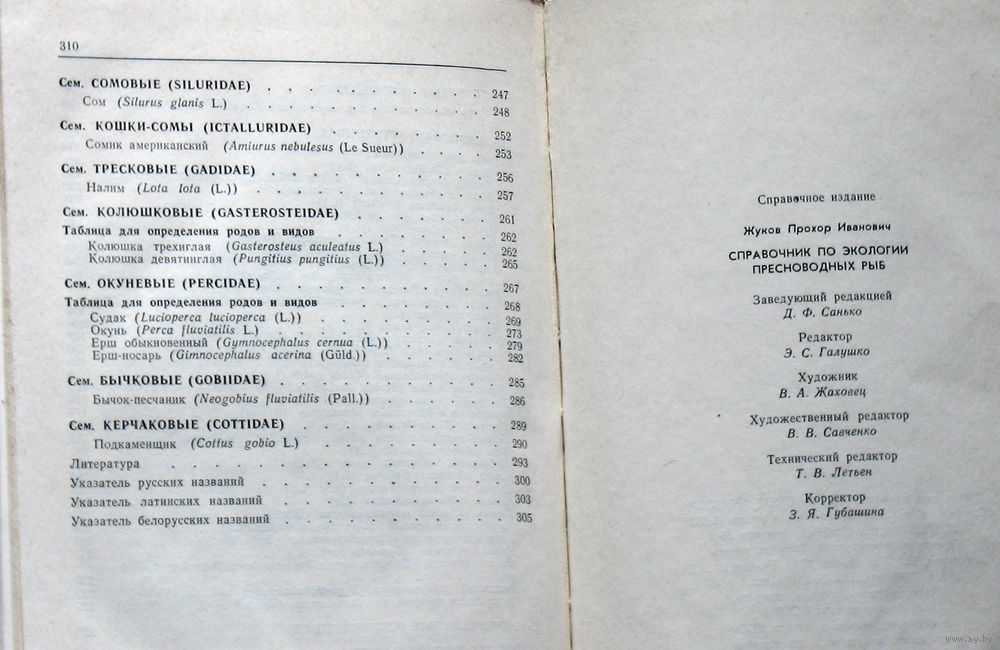 310
Сем. СОМОВЫЕ (SILURIDAE) . . . . . . . . . . 247
Сом (Silurus glanis L.) . . . . . . . . . . 248
Сем. КОШКИ-СОМЫ (ICTALLURIDAE) . . . . . . . 252
Сомик американский (Amiurus nebulesus (Le Sueur)) . . . . 253
Сем. ТРЕСКОВЫЕ (GADIDAE) . . . . . . . . . . 256
Налим (Lota lota (L.)) . . . . . . . . . . 257
Сем. КОЛЮШКОВЫЕ (GASTEROSTEIDAE) . . . . . . 261
Таблица для определения родов и видов . . . . . . . 262
Колюшка трехиглая (Gasterosteus aculeatus L.) . . . . 262
Колюшка девятииглая (Pungitius pungitius (L.)) . . . . 265
Сем. ОКУНЕВЫЕ (PERCIDAE) . . . . . . . . . . 267
Таблица для определения родов и видов . . . . . . . 268
Судак (Lucioperca lucioperca (L.)) . . . . . . . 269
Окунь (Perca fluviatilis L.) . . . . . . . . 273
Ерш обыкновенный (Gymnocephalus cernua (L.)) . . . . 279
Ерш-носарь (Gimnocephalus acerina (Güld.)) . . . . . 282
Сем. БЫЧКОВЫЕ (GOBIIDAE) . . . . . . . . . . 285
Бычок-песчаник (Neogobius fluviatilis (Pall.)) . . . . . 286
Сем. КЕРЧАКОВЫЕ (COTTIDAE) . . . . . . . . . 289
Подкаменщик (Cottus gobio L.) . . . . . . . . 290
Литература . . . . . . . . . . . . . . 293
Указатель русских названий . . . . . . . . . . 300
Указатель латинских названий . . . . . . . . . 303
Указатель белорусских названий . . . . . . . . . 305
Справочное издание
Жуков Прохор Иванович
СПРАВОЧНИК ПО ЭКОЛОГИИ
ПРЕСНОВОДНЫХ РЫБ
Заведующий редакцией
Д. Ф. Санько
Редактор
Э. С. Галушко
Художник
В. А. Жаховец
Художественный редактор
В. В. Савченко
Технический редактор
Т. В. Летьен
Корректор
З. Я. Губашина
www.ay.by